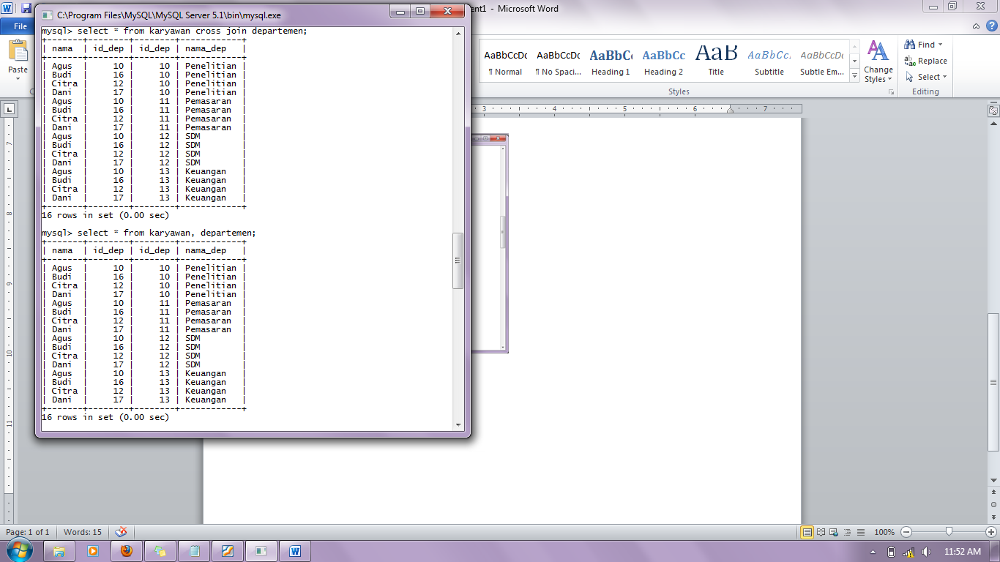 C:\Program Files\MySQL\MySQL Server 5.1\bin\mysql.exe
ent1 - Microsoft Word
File
Paste
AaBbCcDc AaBbCcDc AaBbCc AaBbCc AaB AaBbCc. AaBbCcDc
¶ Normal ¶ No Spaci... Heading 1 Heading 2 Title Subtitle Subtle Em...
Change Styles
Find
Replace
Select
Styles
Editing
3 4 5 6 7
7
8
9
10
11
mysql> select * from karyawan cross join departemen;
+-------+--------+--------+------------+
| nama  | id_dep | id_dep | nama_dep   |
+-------+--------+--------+------------+
| Agus  |     10 |     10 | Penelitian |
| Budi  |     16 |     10 | Penelitian |
| Citra |     12 |     10 | Penelitian |
| Dani  |     17 |     10 | Penelitian |
| Agus  |     10 |     11 | Pemasaran  |
| Budi  |     16 |     11 | Pemasaran  |
| Citra |     12 |     11 | Pemasaran  |
| Dani  |     17 |     11 | Pemasaran  |
| Agus  |     10 |     12 | SDM        |
| Budi  |     16 |     12 | SDM        |
| Citra |     12 |     12 | SDM        |
| Dani  |     17 |     12 | SDM        |
| Agus  |     10 |     13 | Keuangan   |
| Budi  |     16 |     13 | Keuangan   |
| Citra |     12 |     13 | Keuangan   |
| Dani  |     17 |     13 | Keuangan   |
+-------+--------+--------+------------+
16 rows in set (0.00 sec)
mysql> select * from karyawan, departemen;
+-------+--------+--------+------------+
| nama  | id_dep | id_dep | nama_dep   |
+-------+--------+--------+------------+
| Agus  |     10 |     10 | Penelitian |
| Budi  |     16 |     10 | Penelitian |
| Citra |     12 |     10 | Penelitian |
| Dani  |     17 |     10 | Penelitian |
| Agus  |     10 |     11 | Pemasaran  |
| Budi  |     16 |     11 | Pemasaran  |
| Citra |     12 |     11 | Pemasaran  |
| Dani  |     17 |     11 | Pemasaran  |
| Agus  |     10 |     12 | SDM        |
| Budi  |     16 |     12 | SDM        |
| Citra |     12 |     12 | SDM        |
| Dani  |     17 |     12 | SDM        |
| Agus  |     10 |     13 | Keuangan   |
| Budi  |     16 |     13 | Keuangan   |
| Citra |     12 |     13 | Keuangan   |
| Dani  |     17 |     13 | Keuangan   |
+-------+--------+--------+------------+
16 rows in set (0.00 sec)
Page: 1 of 1 Words: 15
100%
11:52 AM